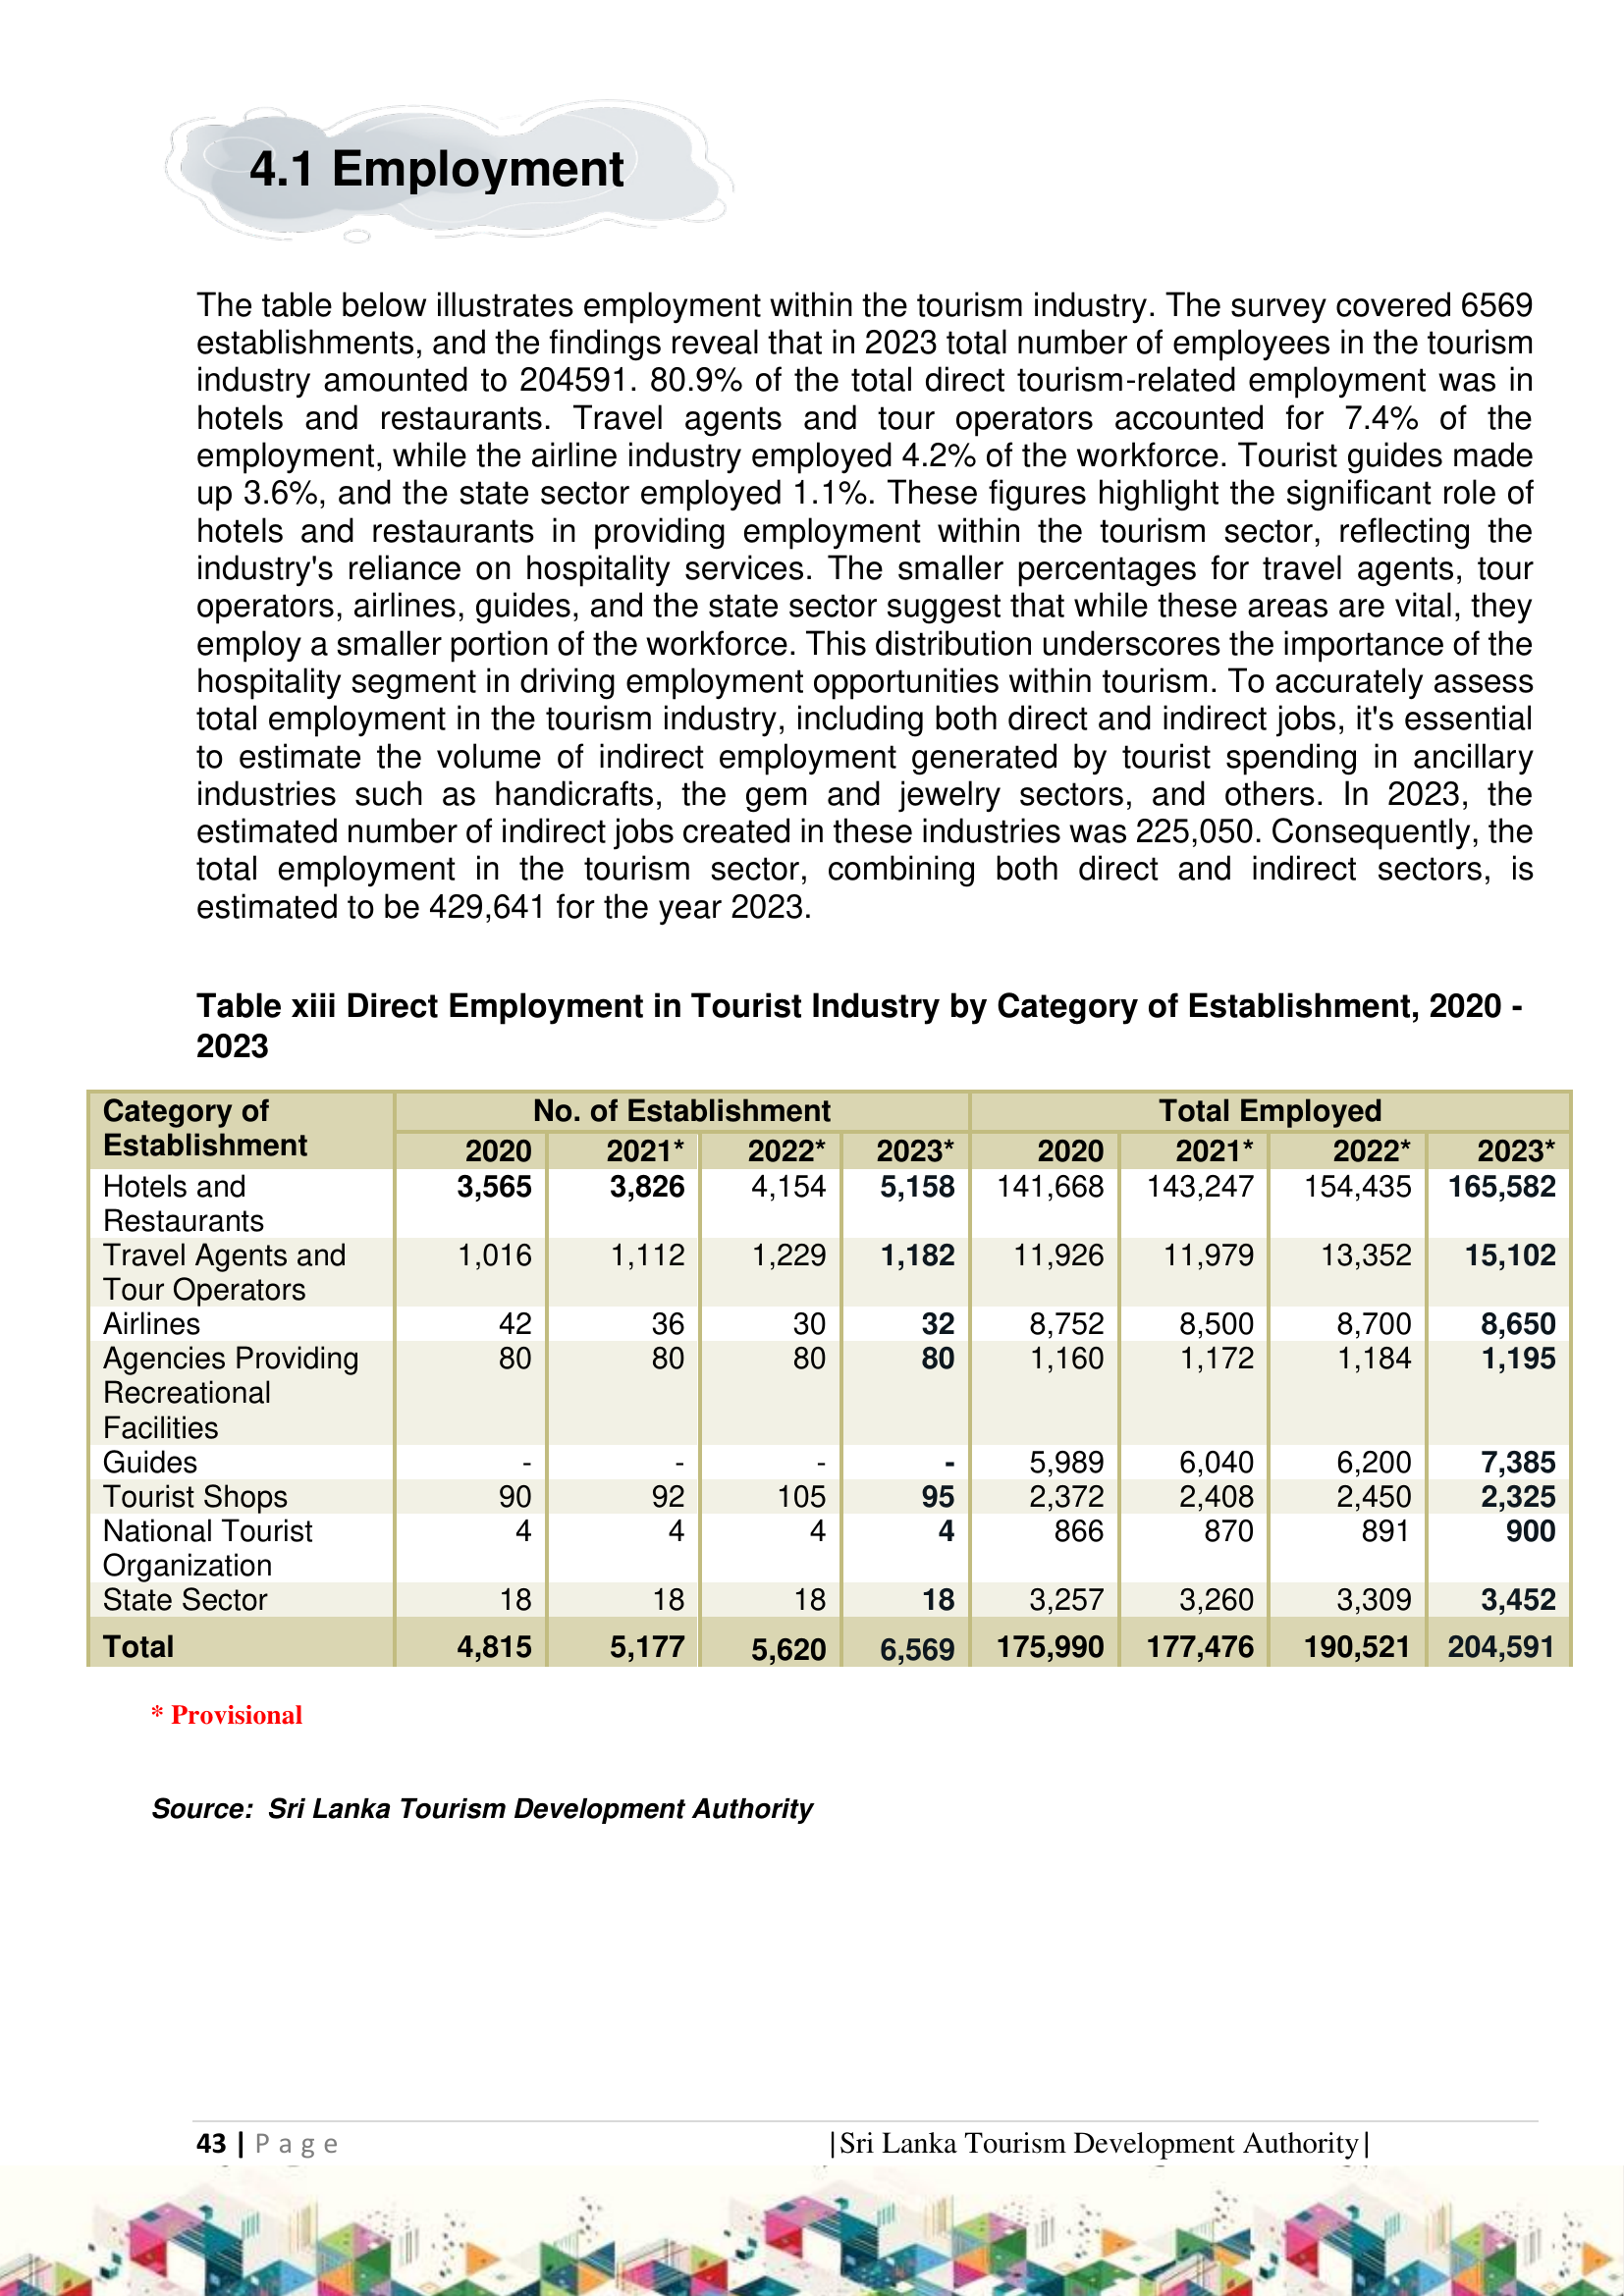 4.1 Employment
The table below illustrates employment within the tourism industry. The survey covered 6569
establishments, and the findings reveal that in 2023 total number of employees in the tourism
industry amounted to 204591. 80.9% of the total direct tourism-related employment was in
hotels and restaurants. Travel agents and tour operators accounted for 7.4% of the
employment, while the airline industry employed 4.2% of the workforce. Tourist guides made
up 3.6%, and the state sector employed 1.1%. These figures highlight the significant role of
hotels and restaurants in providing employment within the tourism sector, reflecting the
industry's reliance on hospitality services. The smaller percentages for travel agents, tour
operators, airlines, guides, and the state sector suggest that while these areas are vital, they
employ a smaller portion of the workforce. This distribution underscores the importance of the
hospitality segment in driving employment opportunities within tourism. To accurately assess
total employment in the tourism industry, including both direct and indirect jobs, it's essential
to estimate the volume of indirect employment generated by tourist spending in ancillary
industries such as handicrafts, the gem and jewelry sectors, and others. In 2023, the
estimated number of indirect jobs created in these industries was 225,050. Consequently, the
total employment in the tourism sector, combining both direct and indirect sectors, is
estimated to be 429,641 for the year 2023.
Table xiii Direct Employment in Tourist Industry by Category of Establishment, 2020 -
2023
Category of No. of Establishment Total Employed
Establishment 2020 2021* 2022* 2023* 2020 2021* 2022* 2023*
Hotels and 3,565 3,826 4,154 5,158 141,668 143,247 154,435 165,582
Restaurants
Travel Agents and 1,016 1,112 1,229 1,182 11,926 11,979 13,352 15,102
Tour Operators
Airlines 42 36 30 32 8,752 8,500 8,700 8,650
Agencies Providing 80 80 80 80 1,160 1,172 1,184 1,195
Recreational
Facilities
Guides - - - - 5,989 6,040 6,200 7,385
Tourist Shops 90 92 105 95 2,372 2,408 2,450 2,325
National Tourist 4 4 4 4 866 870 891 900
Organization
State Sector 18 18 18 18 3,257 3,260 3,309 3,452
Total 4,815 5,177 5,620 6,569 175,990 177,476 190,521 204,591
* Provisional
Source: Sri Lanka Tourism Development Authority
43 | Page |Sri Lanka Tourism Development Authority|